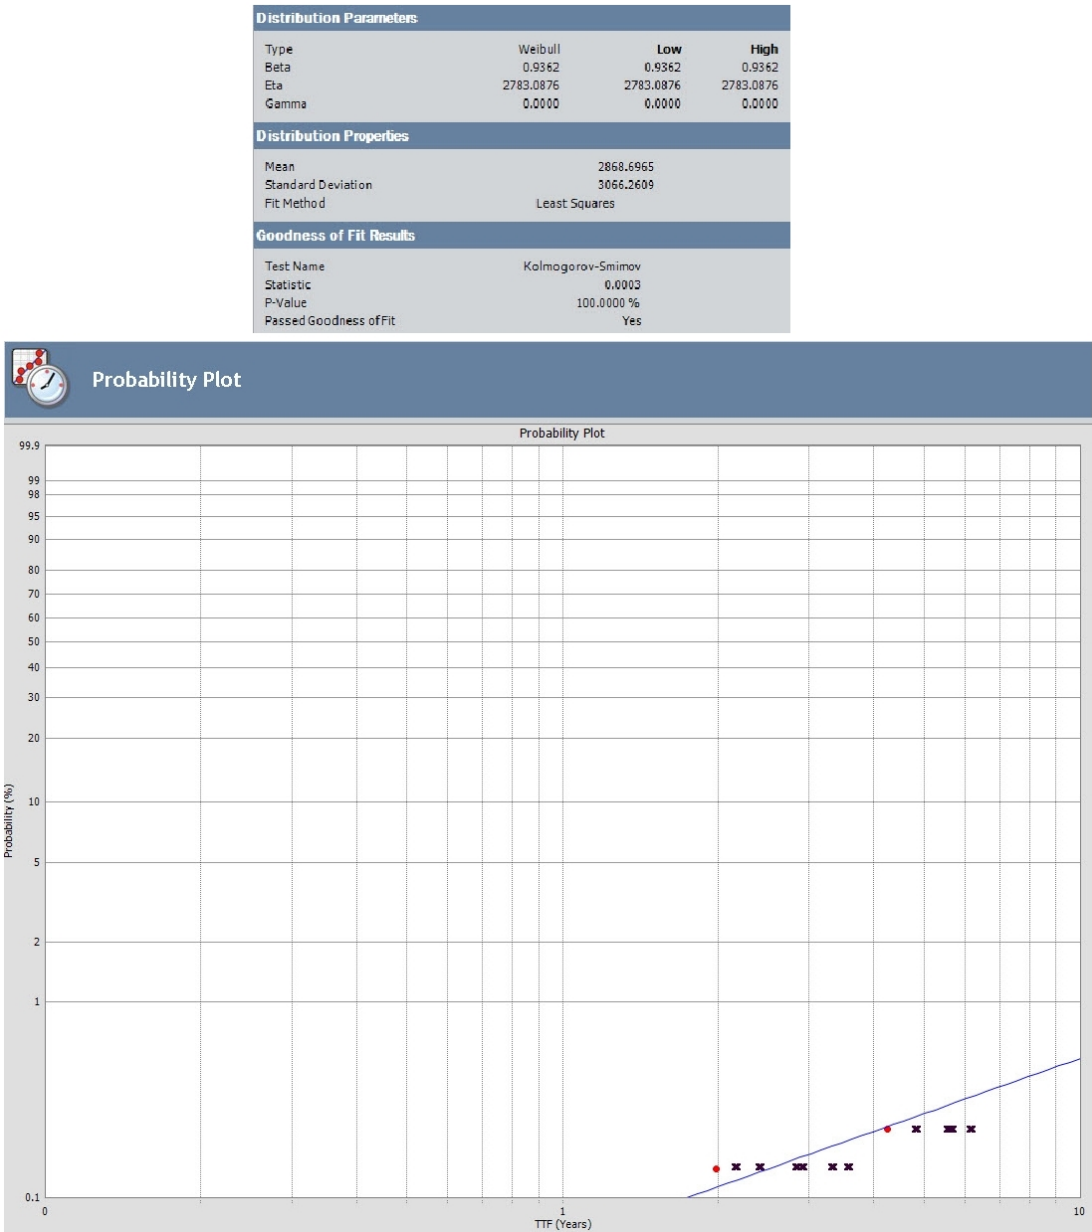 Distribution Parameters
Type Weibull Low High
Beta 0.9362 0.9362 0.9362
Eta 2783.0876 2783.0876 2783.0876
Gamma 0.0000 0.0000 0.0000
Distribution Properties
Mean 2868.6965
Standard Deviation 3066.2609
Fit Method Least Squares
Goodness of Fit Results
Test Name Kolmogorov-Smirnov
Statistic 0.0003
P-Value 100.0000 %
Passed Goodness of Fit Yes
Probability Plot
Probability Plot
99.9
99
98
95
90
80
70
60
50
40
30
20
10
5
2
1
0.1
Probability (%)
0 1 10
TTF (Years)